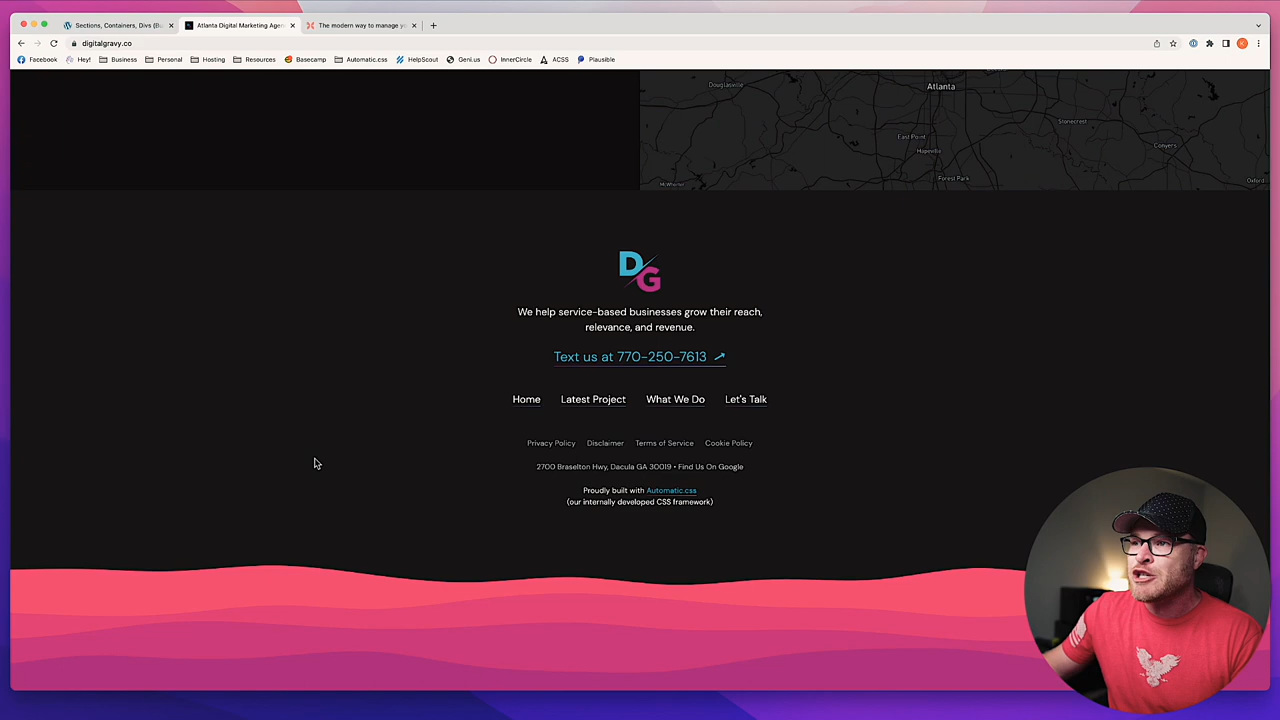 Sections, Containers, Divs (Bu
Atlanta Digital Marketing Agen
The modern way to manage yo
digitalgravy.co
Facebook
Hey!
Business
Personal
Hosting
Resources
Basecamp
Automatic.css
HelpScout
Geni.us
InnerCircle
ACSS
Plausible
Douglasville
Atlanta
Stonecrest
East Point
Hapeville
Conyers
Forest Park
McWhorter
Oxford
DG
We help service-based businesses grow their reach,
relevance, and revenue.
Text us at 770-250-7613
Home Latest Project What We Do Let's Talk
Privacy Policy Disclaimer Terms of Service Cookie Policy
2700 Braselton Hwy, Dacula GA 30019 • Find Us On Google
Proudly built with Automatic.css
(our internally developed CSS framework)